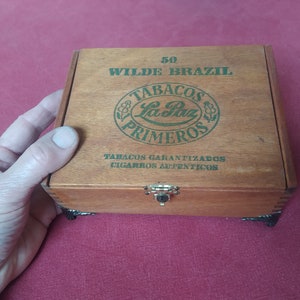 50
WILDE BRAZIL
TABACOS
La Paz
PRIMEROS
TABACOS GARANTIZADOS
CIGARROS AUTENTICOS